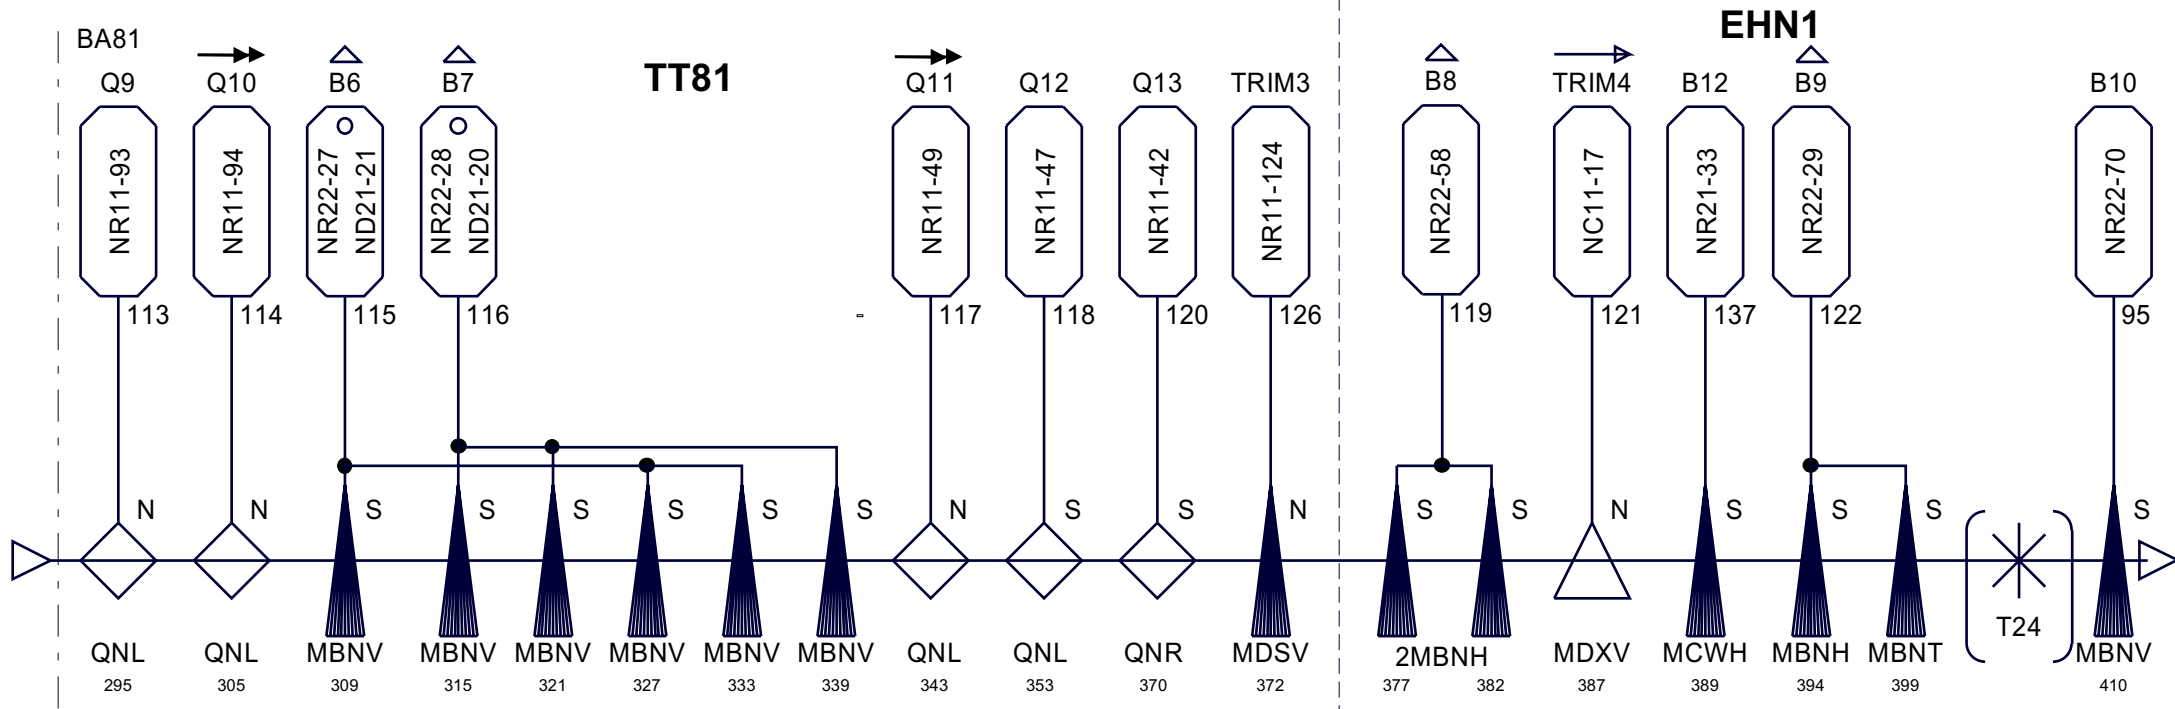 EHN1
BA81
TT81
Q9 Q10 B6 B7 Q11 Q12 Q13 TRIM3 B8 TRIM4 B12 B9 B10
NR11-93
NR11-94
NR22-27
ND21-21
NR22-28
ND21-20
NR11-49
NR11-47
NR11-42
NR11-124
NR22-58
NC11-17
NR21-33
NR22-29
NR22-70
113 114 115 116 - 117 118 120 126 119 121 137 122 95
N N S S S S S S N S S N S S N S S S S
T24
QNL QNL MBNV MBNV MBNV MBNV MBNV MBNV QNL QNL QNR MDSV 2MBNH MDXV MCWH MBNH MBNT MBNV
295 305 309 315 321 327 333 339 343 353 370 372 377 382 387 389 394 399 410